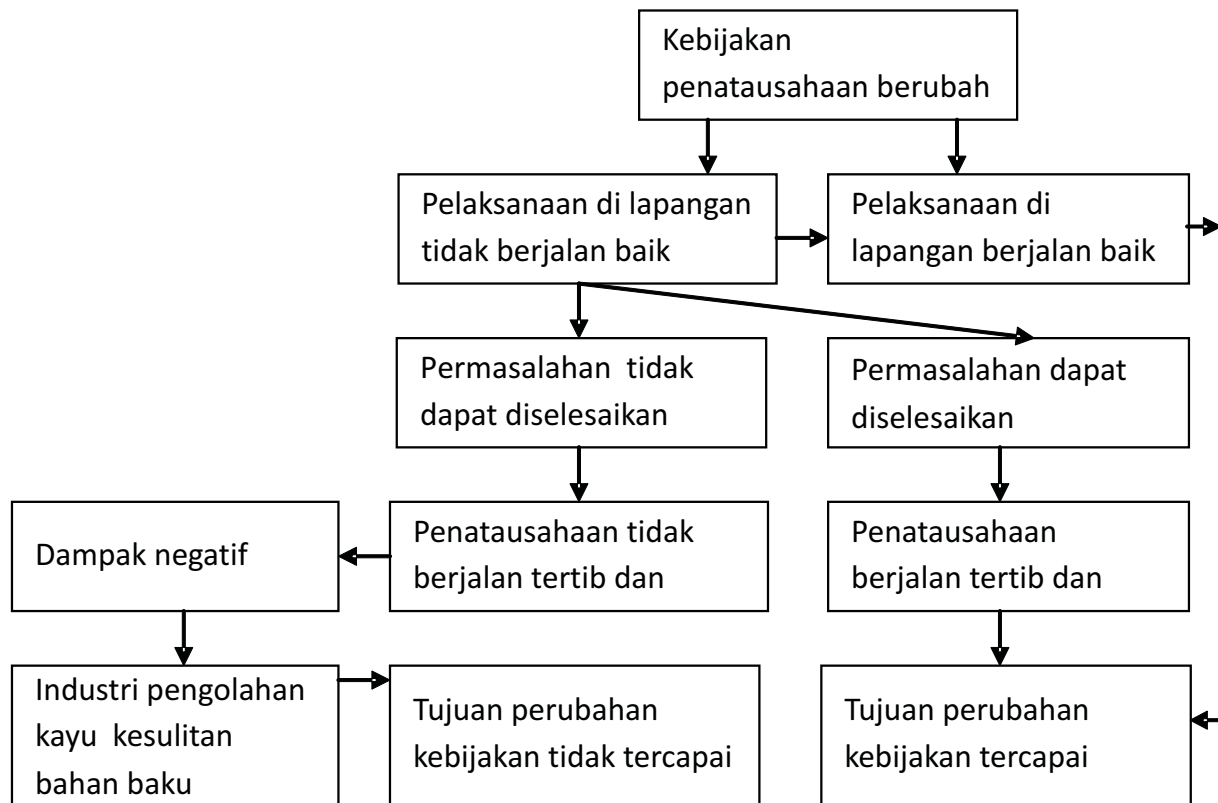 Kebijakan
penatausahaan berubah
Pelaksanaan di lapangan
tidak berjalan baik
Pelaksanaan di
lapangan berjalan baik
Permasalahan tidak
dapat diselesaikan
Permasalahan dapat
diselesaikan
Dampak negatif
Penatausahaan tidak
berjalan tertib dan
Penatausahaan
berjalan tertib dan
Industri pengolahan
kayu kesulitan
bahan baku
Tujuan perubahan
kebijakan tidak tercapai
Tujuan perubahan
kebijakan tercapai